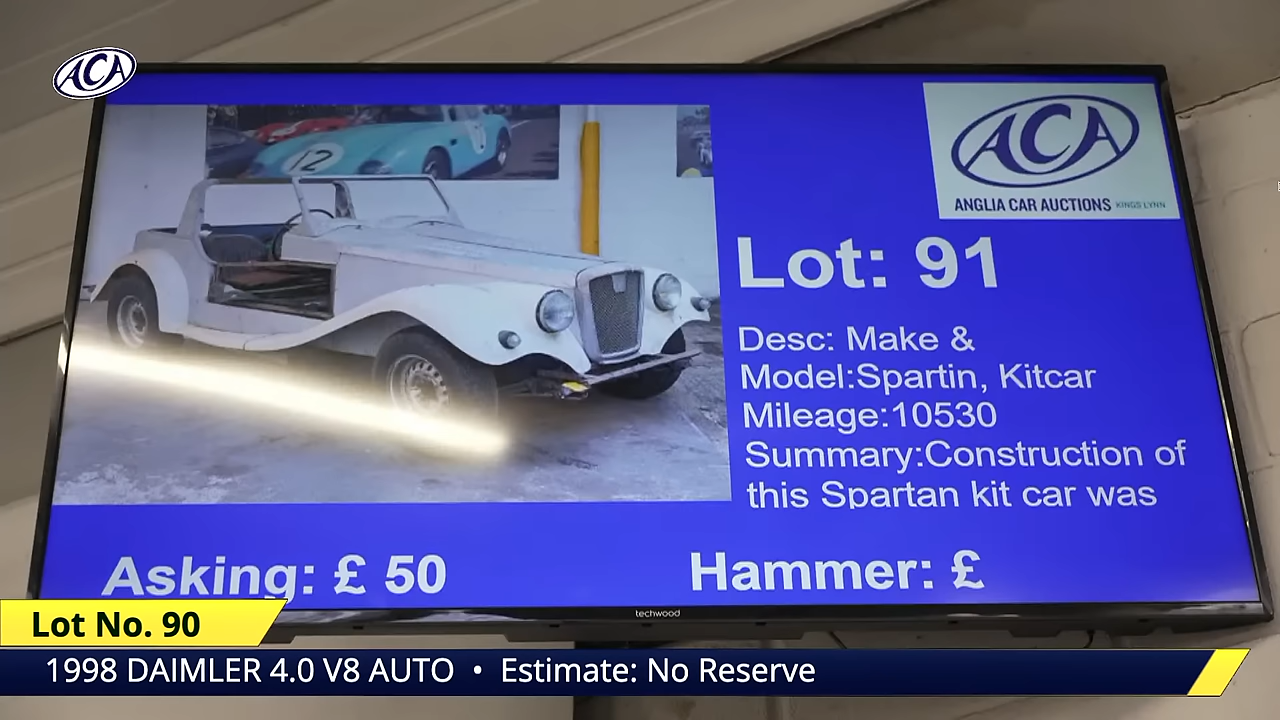 ACA
12
ACA
ANGLIA CAR AUCTIONS KINGS LYNN
Lot: 91
Desc: Make &
Model:Spartin, Kitcar
Mileage:10530
Summary:Construction of
this Spartan kit car was
Asking: £ 50
Hammer: £
techwood
Lot No. 90
1998 DAIMLER 4.0 V8 AUTO • Estimate: No Reserve